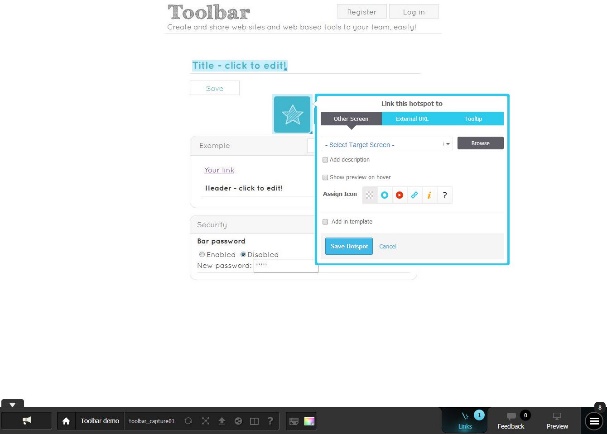 Toolbar
Register
Log in
Create and share web sites and web based tools to your team, easily!
Title - click to edit!
Save
Link this hotspot to
Other Screen
External URL
Tooltip
- Select Target Screen -
Browse
Add description
Show preview on hover
Assign Icon
?
Add in template
Save Hotspot
Cancel
Example
Your link
Header - click to edit!
Security
Bar password
Enabled
Disabled
New password:
Toolbar demo
toolbar_capture01
?
Links
1
Feedback
0
Preview